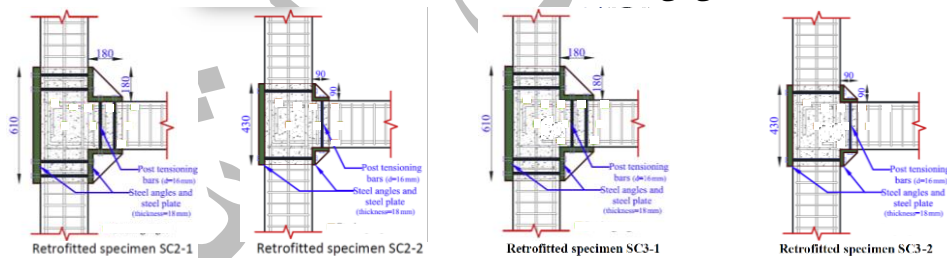 180
180
610
Post tensioning
bars (d=16mm)
Steel angles and
steel plate
(thickness=18mm)
Retrofitted specimen SC2-1
90
90
430
Post tensioning
bars (d=16mm)
Steel angles and
steel plate
(thickness=18mm)
Retrofitted specimen SC2-2
180
180
610
Post tensioning
bars (d=16mm)
Steel angles and
steel plate
(thickness=18mm)
Retrofitted specimen SC3-1
90
90
430
Post tensioning
bars (d=16mm)
Steel angles and
steel plate
(thickness=18mm)
Retrofitted specimen SC3-2